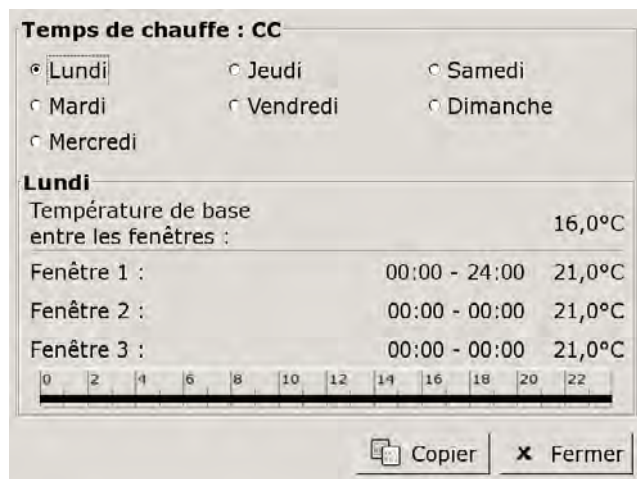 Temps de chauffe : CC
Lundi Jeudi Samedi
Mardi Vendredi Dimanche
Mercredi
Lundi
Température de base
entre les fenêtres : 16,0°C
Fenêtre 1 : 00:00 - 24:00 21,0°C
Fenêtre 2 : 00:00 - 00:00 21,0°C
Fenêtre 3 : 00:00 - 00:00 21,0°C
0 2 4 6 8 10 12 14 16 18 20 22
Copier x Fermer